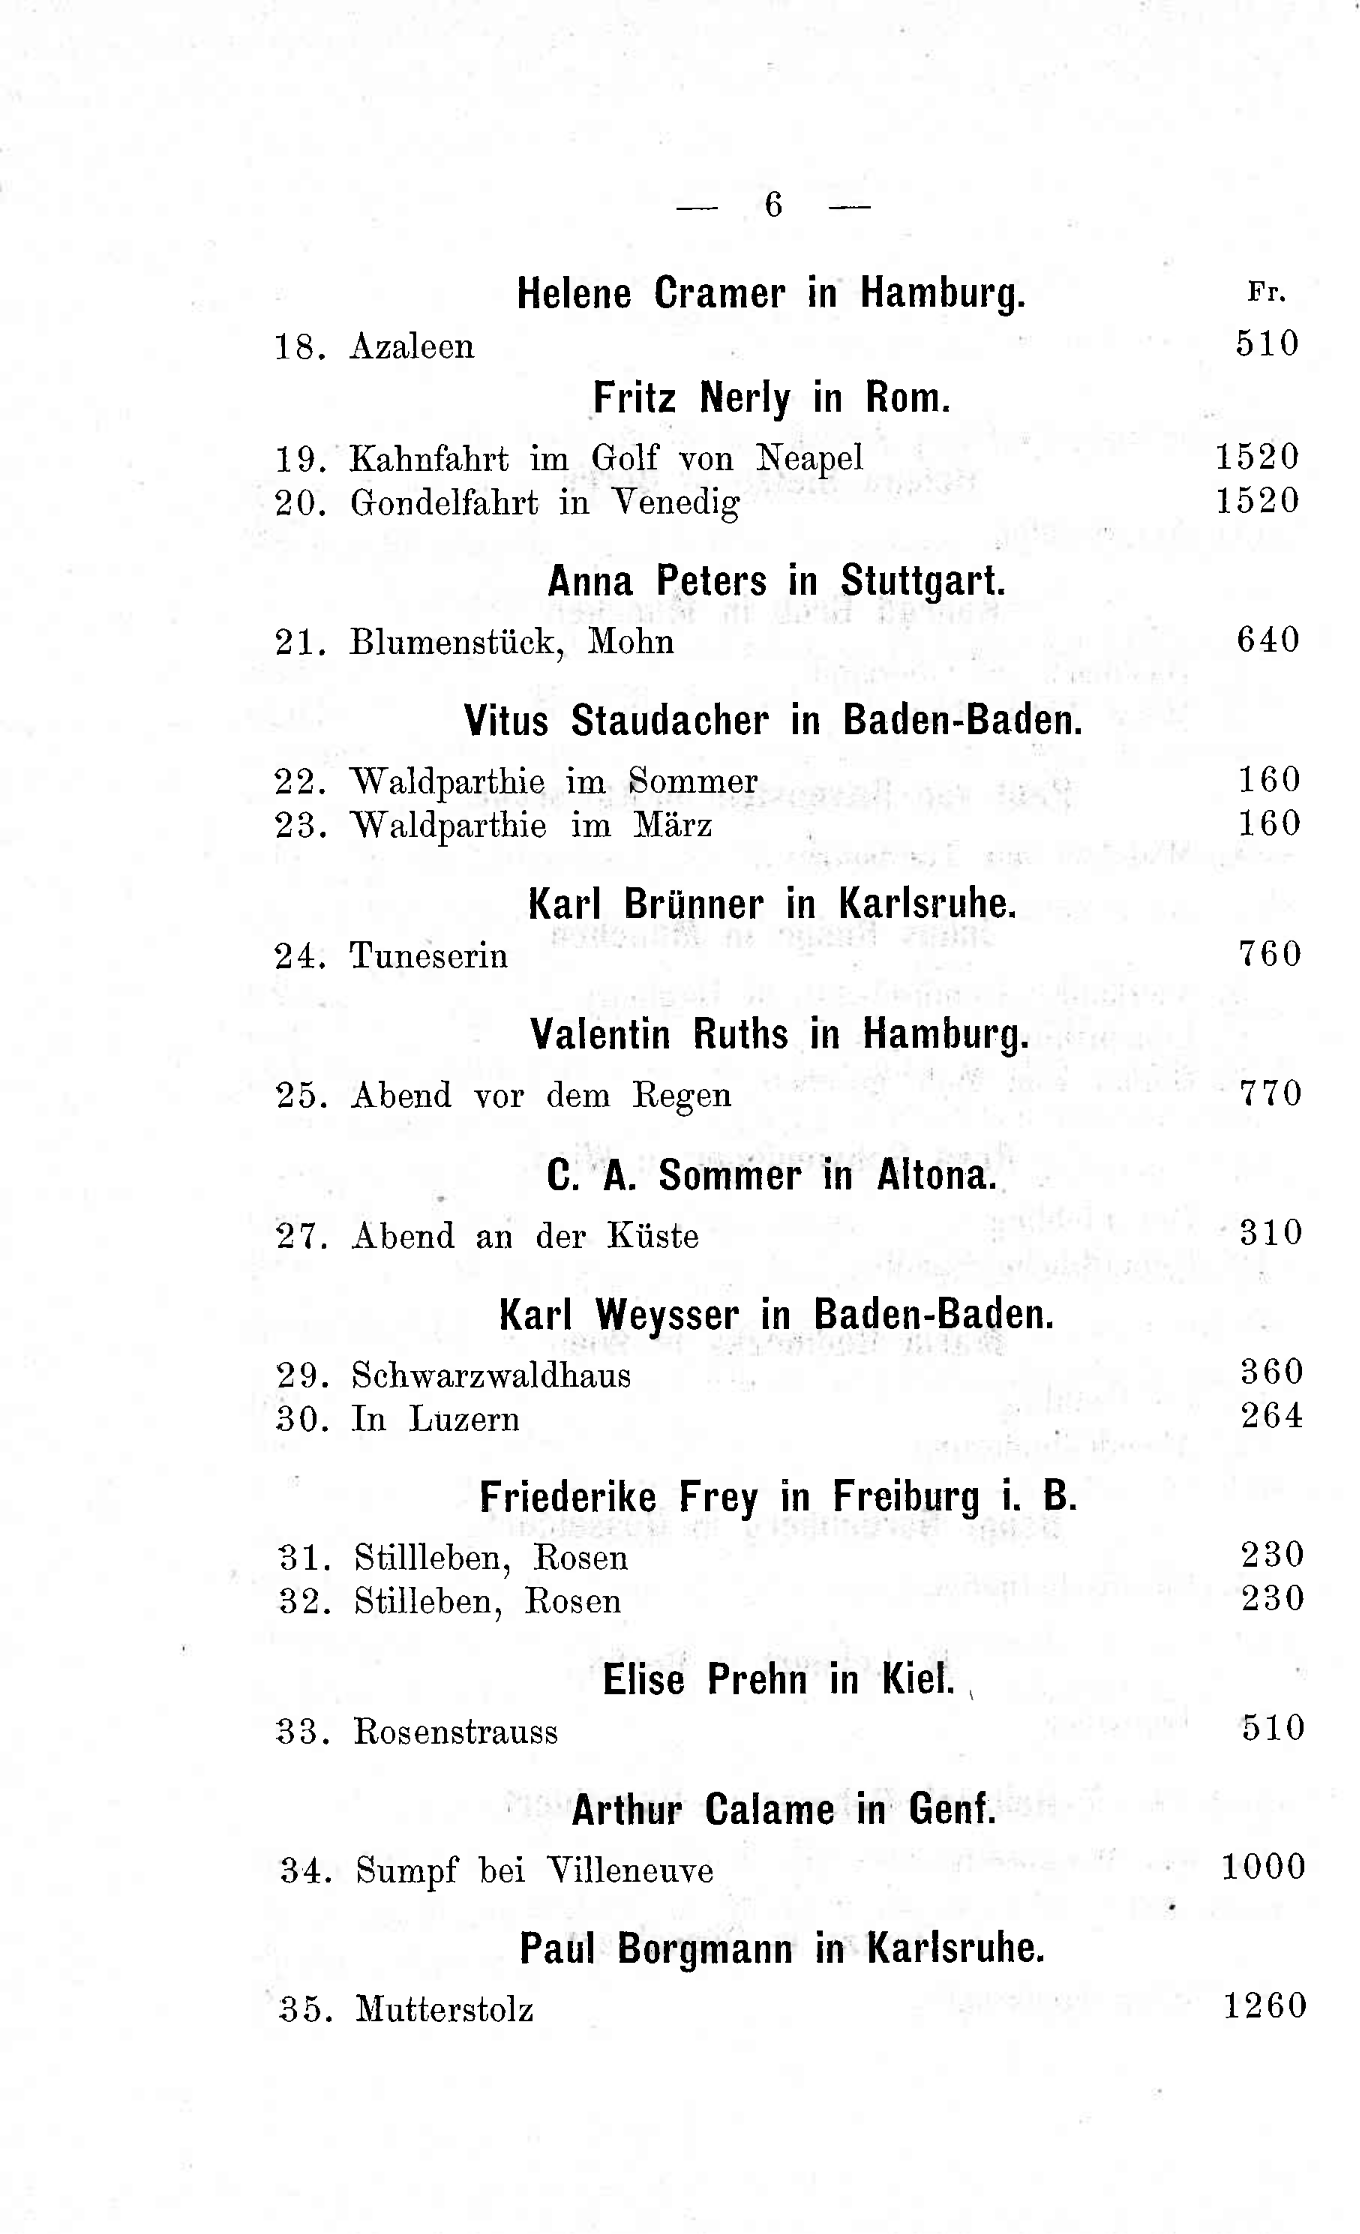 — 6 —
Helene Cramer in Hamburg. Fr.
18. Azaleen 510
Fritz Nerly in Rom.
19. Kahnfahrt im Golf von Neapel 1520
20. Gondelfahrt in Venedig 1520
Anna Peters in Stuttgart.
21. Blumenstück, Mohn 640
Vitus Staudacher in Baden-Baden.
22. Waldparthie im Sommer 160
23. Waldparthie im März 160
Karl Brünner in Karlsruhe.
24. Tuneserin 760
Valentin Ruths in Hamburg.
25. Abend vor dem Regen 770
C. A. Sommer in Altona.
27. Abend an der Küste 310
Karl Weysser in Baden-Baden.
29. Schwarzwaldhaus 360
30. In Luzern 264
Friederike Frey in Freiburg i. B.
31. Stillleben, Rosen 230
32. Stilleben, Rosen 230
Elise Prehn in Kiel.
33. Rosenstrauss 510
Arthur Calame in Genf.
34. Sumpf bei Villeneuve 1000
Paul Borgmann in Karlsruhe.
35. Mutterstolz 1260